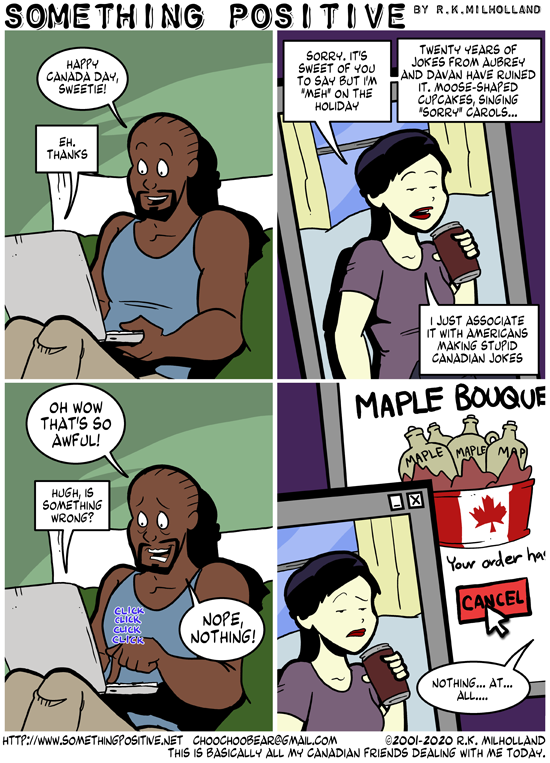 SOMETHING POSITIVE BY R.K.MILHOLLAND
HAPPY
CANADA DAY,
SWEETIE!
EH.
THANKS
SORRY. IT'S
SWEET OF YOU
TO SAY BUT I'M
"MEH" ON THE
HOLIDAY
TWENTY YEARS OF
JOKES FROM AUBREY
AND DAVAN HAVE RUINED
IT. MOOSE-SHAPED
CUPCAKES, SINGING
"SORRY" CAROLS...
I JUST ASSOCIATE
IT WITH AMERICANS
MAKING STUPID
CANADIAN JOKES
OH WOW
THAT'S SO
AWFUL!
HUGH, IS
SOMETHING
WRONG?
CLICK
CLICK
CLICK
CLICK
NOPE,
NOTHING!
MAPLE BOUQUE
MAPLE MAPLE MAP
Your order ha
CANCEL
X
NOTHING... AT...
ALL....
HTTP://WWW.SOMETHINGPOSITIVE.NET CHOOCHOOBEAR@GMAIL.COM ©2001-2020 R.K. MILHOLLAND
THIS IS BASICALLY ALL MY CANADIAN FRIENDS DEALING WITH ME TODAY.